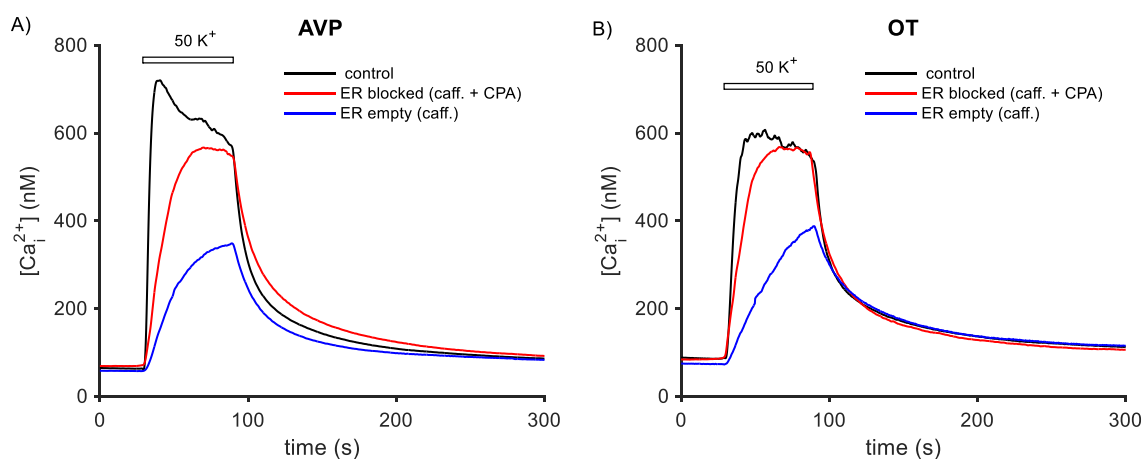 A)
AVP
800
600
400
200
0
[Ca²⁺ᵢ] (nM)
50 K⁺
control
ER blocked (caff. + CPA)
ER empty (caff.)
0 100 200 300
time (s)
B)
OT
800
600
400
200
0
[Ca²⁺ᵢ] (nM)
50 K⁺
control
ER blocked (caff. + CPA)
ER empty (caff.)
0 100 200 300
time (s)